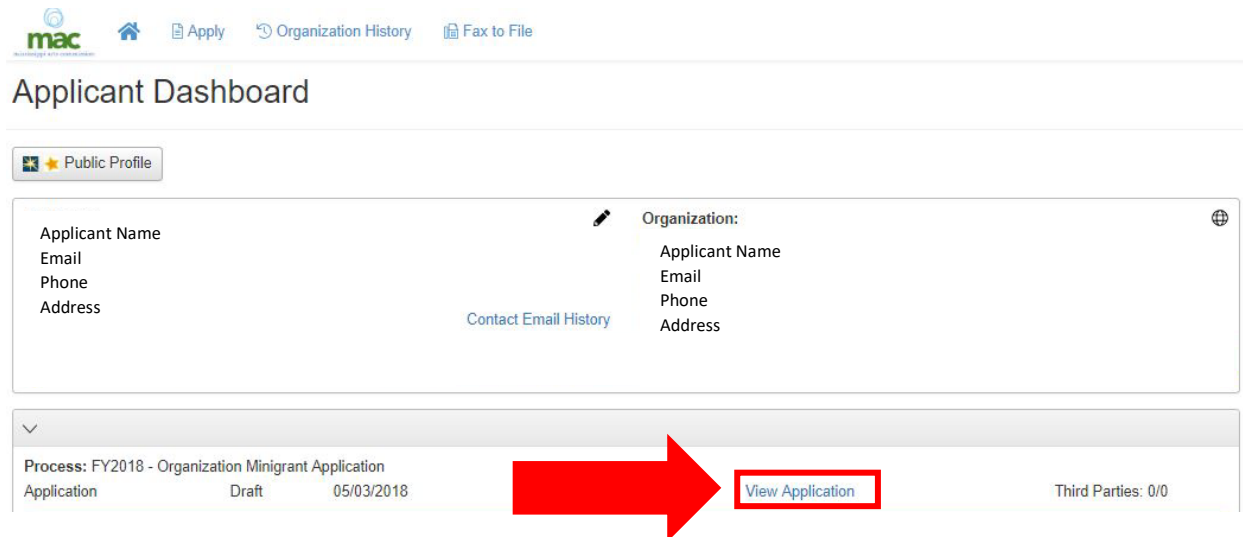 mac
Apply Organization History Fax to File
Applicant Dashboard
Public Profile
Applicant Name
Email
Phone
Address
Contact Email History
Organization:
Applicant Name
Email
Phone
Address
Process: FY2018 - Organization Minigrant Application
Application Draft 05/03/2018 View Application Third Parties: 0/0